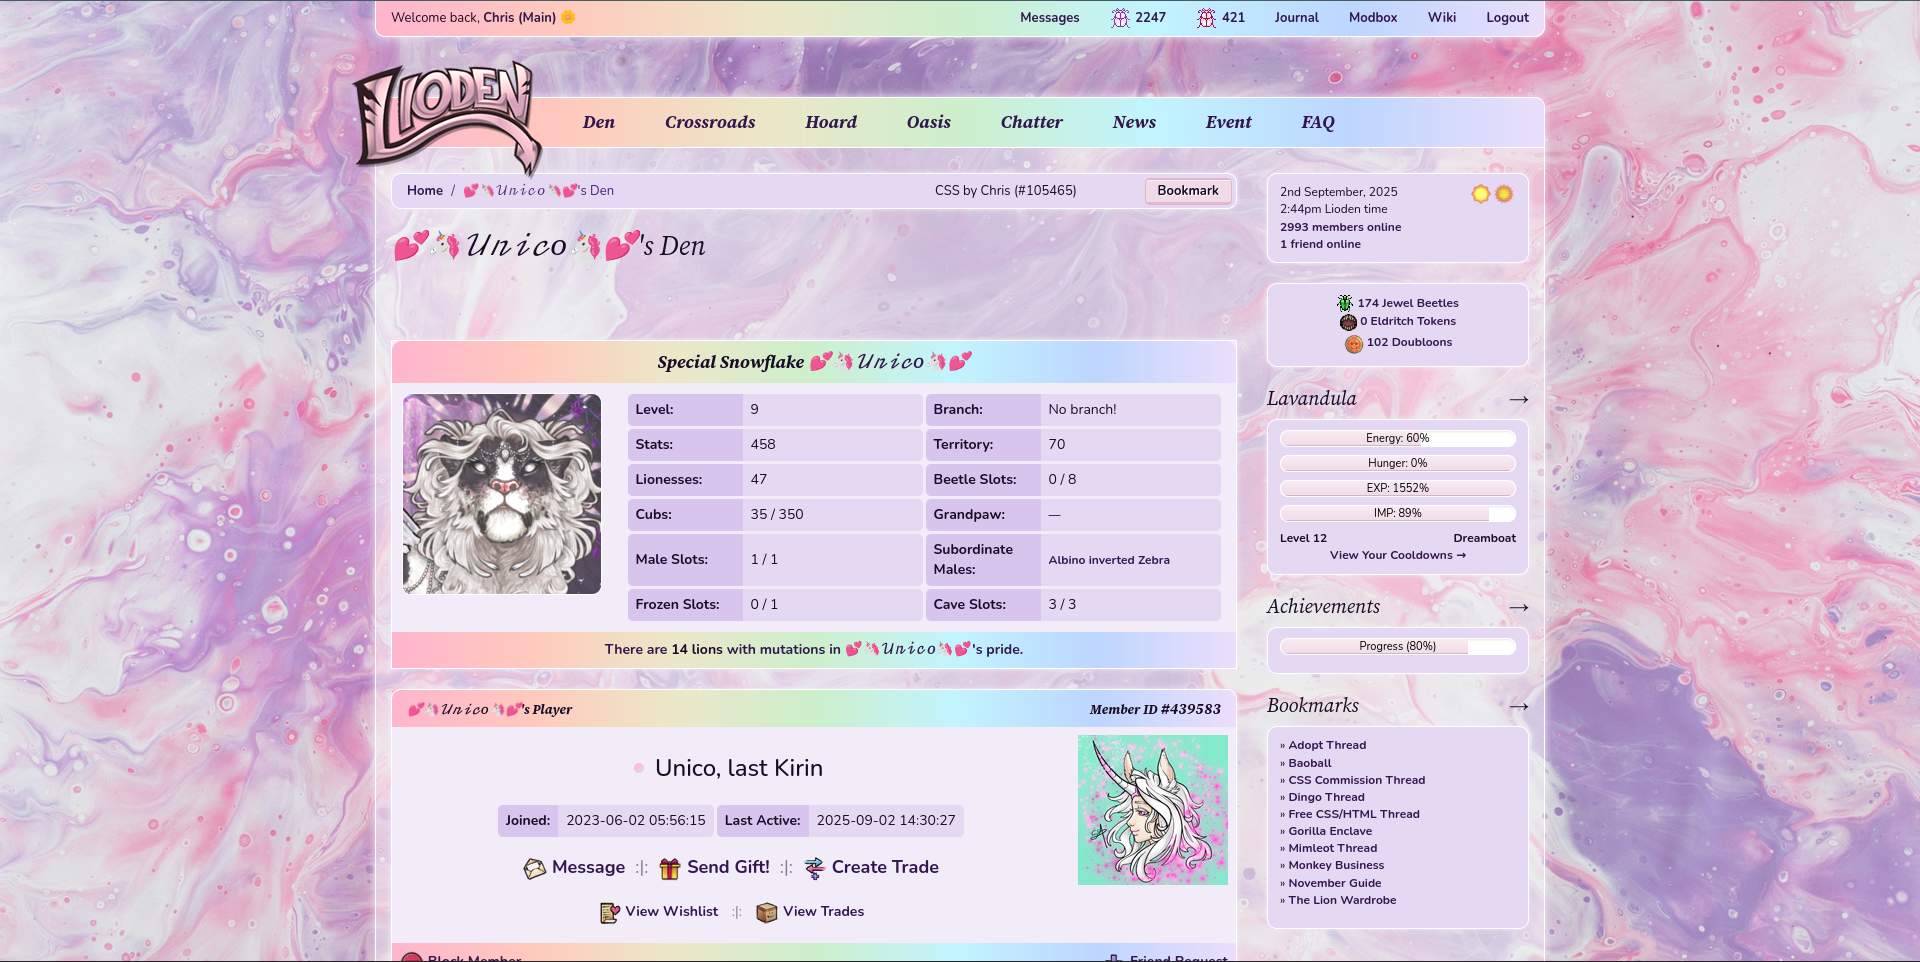 Welcome back, Chris (Main) 🌼
Messages 2247 421 Journal Modbox Wiki Logout
LIODEN
Den Crossroads Hoard Oasis Chatter News Event FAQ
Home / 💕🦄𝓤𝓷𝓲𝓬𝓸🦄💕's Den CSS by Chris (#105465) Bookmark
💕🦄𝓤𝓷𝓲𝓬𝓸🦄💕's Den
Special Snowflake 💕🦄𝓤𝓷𝓲𝓬𝓸🦄💕
Level: 9 Branch: No branch!
Stats: 458 Territory: 70
Lionesses: 47 Beetle Slots: 0 / 8
Cubs: 35 / 350 Grandpaw: —
Male Slots: 1 / 1 Subordinate Males: Albino inverted Zebra
Frozen Slots: 0 / 1 Cave Slots: 3 / 3
There are 14 lions with mutations in 💕🦄𝓤𝓷𝓲𝓬𝓸🦄💕's pride.
💕🦄𝓤𝓷𝓲𝓬𝓸🦄💕's Player Member ID #439583
Unico, last Kirin
Joined: 2023-06-02 05:56:15 Last Active: 2025-09-02 14:30:27
Message :|: Send Gift! :|: Create Trade
View Wishlist :|: View Trades
Block Member Friend Request
2nd September, 2025
2:44pm Lioden time
2993 members online
1 friend online
174 Jewel Beetles
0 Eldritch Tokens
102 Doubloons
Lavandula →
Energy: 60%
Hunger: 0%
EXP: 1552%
IMP: 89%
Level 12 Dreamboat
View Your Cooldowns →
Achievements →
Progress (80%)
Bookmarks →
» Adopt Thread
» Baoball
» CSS Commission Thread
» Dingo Thread
» Free CSS/HTML Thread
» Gorilla Enclave
» Mimleot Thread
» Monkey Business
» November Guide
» The Lion Wardrobe